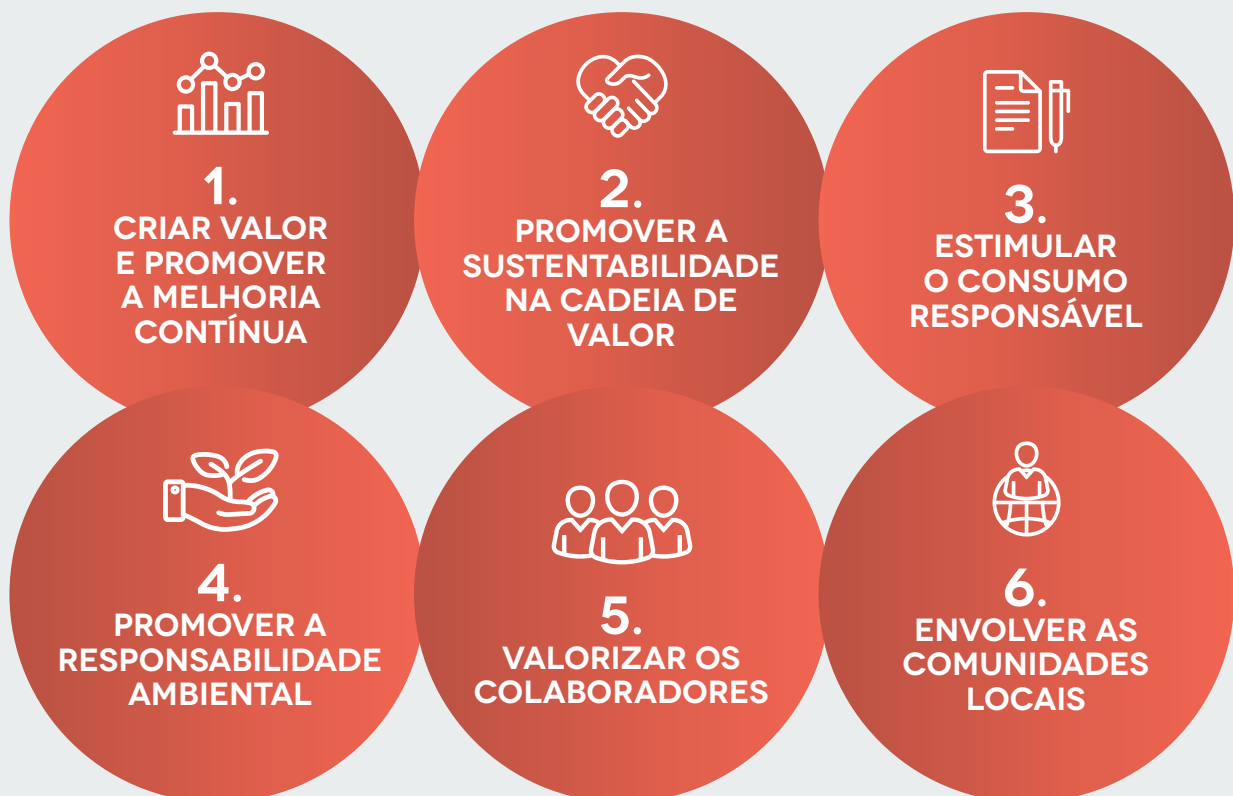 1.
CRIAR VALOR
E PROMOVER
A MELHORIA
CONTÍNUA
2.
PROMOVER A
SUSTENTABILIDADE
NA CADEIA DE
VALOR
3.
ESTIMULAR
O CONSUMO
RESPONSÁVEL
4.
PROMOVER A
RESPONSABILIDADE
AMBIENTAL
5.
VALORIZAR OS
COLABORADORES
6.
ENVOLVER AS
COMUNIDADES
LOCAIS